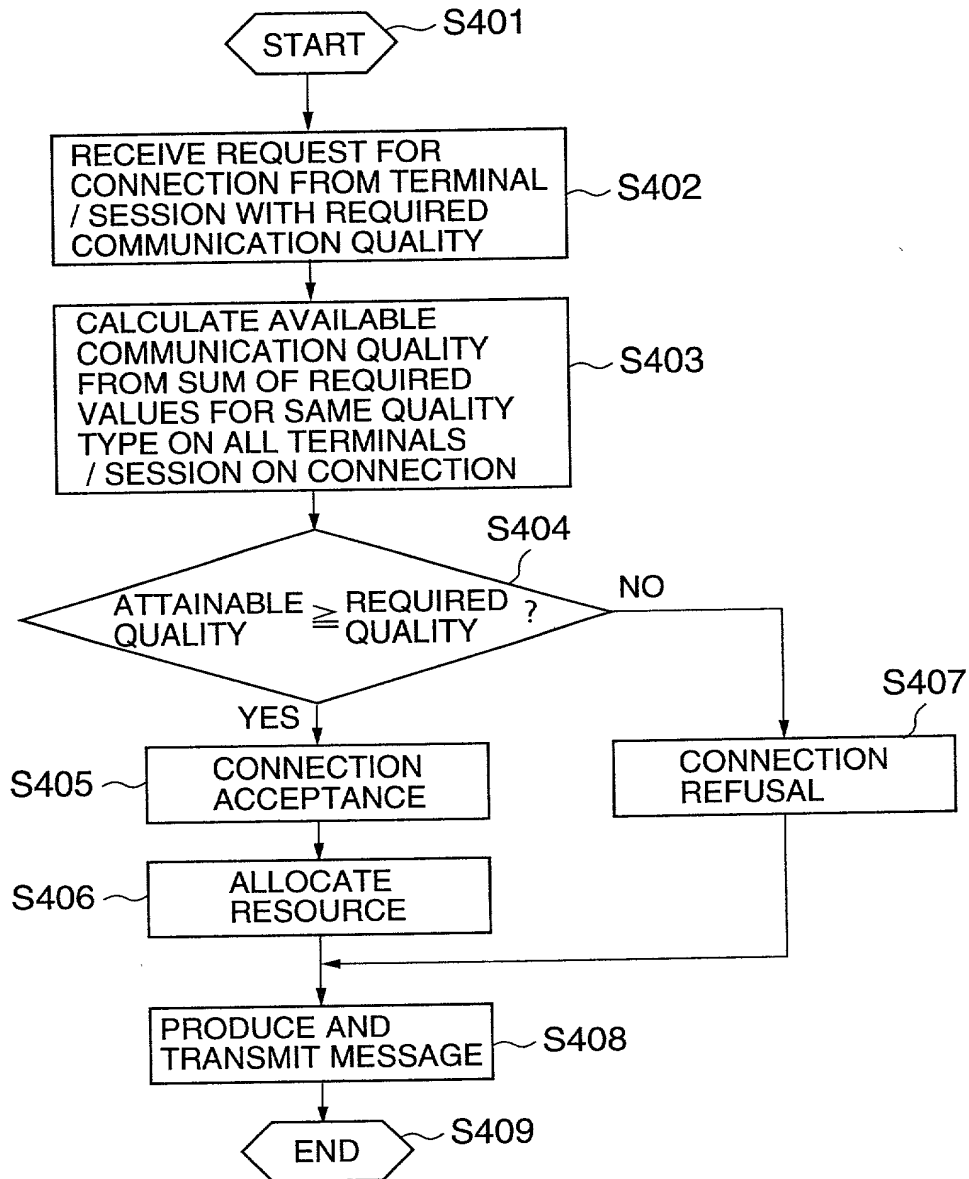 START
S401
RECEIVE REQUEST FOR
CONNECTION FROM TERMINAL
/ SESSION WITH REQUIRED
COMMUNICATION QUALITY
S402
CALCULATE AVAILABLE
COMMUNICATION QUALITY
FROM SUM OF REQUIRED
VALUES FOR SAME QUALITY
TYPE ON ALL TERMINALS
/ SESSION ON CONNECTION
S403
S404
ATTAINABLE ≧ REQUIRED ?
QUALITY QUALITY
NO
YES
S407
S405
CONNECTION
ACCEPTANCE
CONNECTION
REFUSAL
S406
ALLOCATE
RESOURCE
PRODUCE AND
TRANSMIT MESSAGE
S408
END
S409